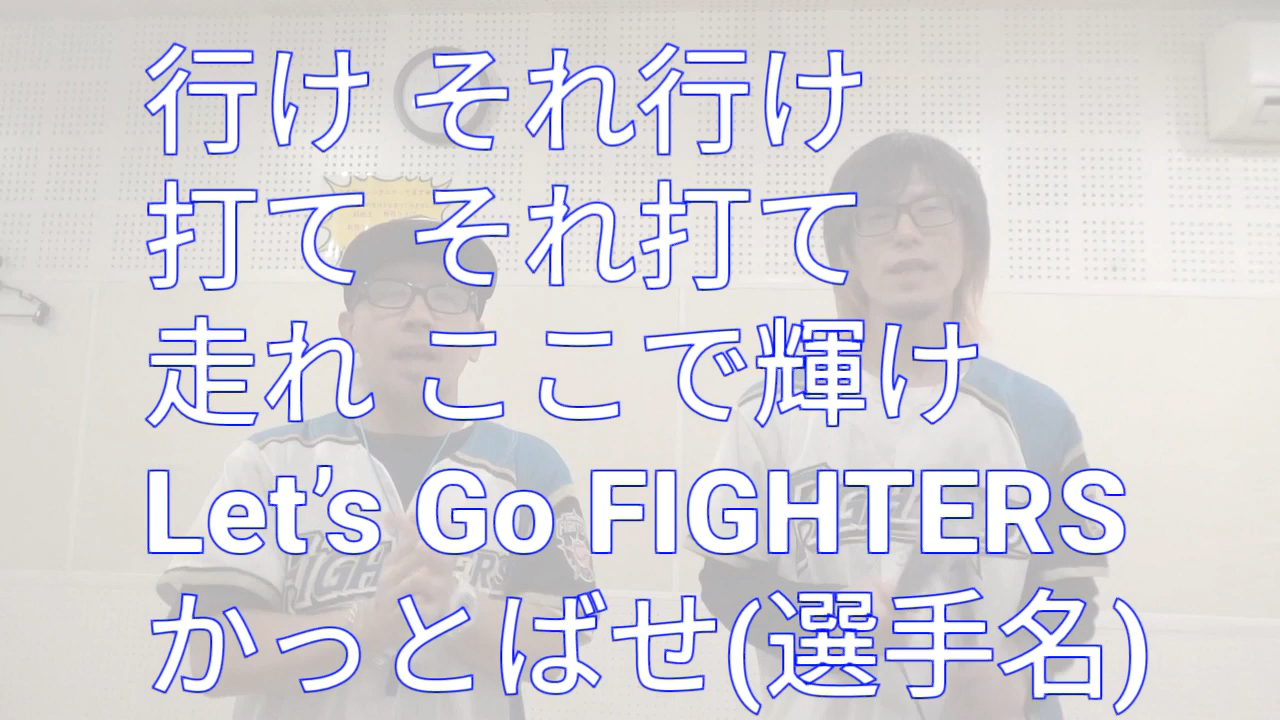 行け それ行け
打て それ打て
走れ ここで輝け
Let's Go FIGHTERS
かっとばせ(選手名)
FIGHTERS